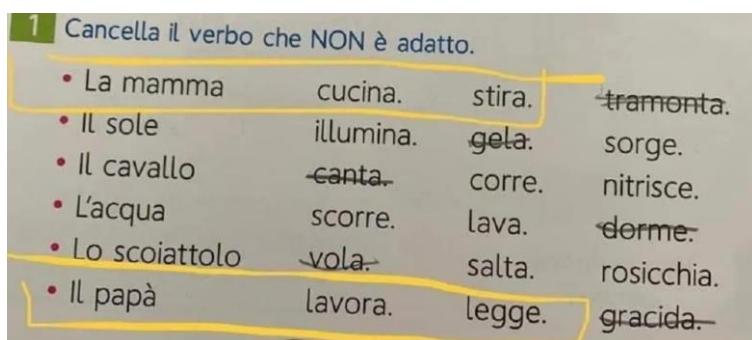 1 Cancella il verbo che NON è adatto.
• La mamma cucina. stira. tramonta.
• Il sole illumina. gela. sorge.
• Il cavallo canta. corre. nitrisce.
• L'acqua scorre. lava. dorme.
• Lo scoiattolo vola. salta. rosicchia.
• Il papà lavora. legge. gracida.